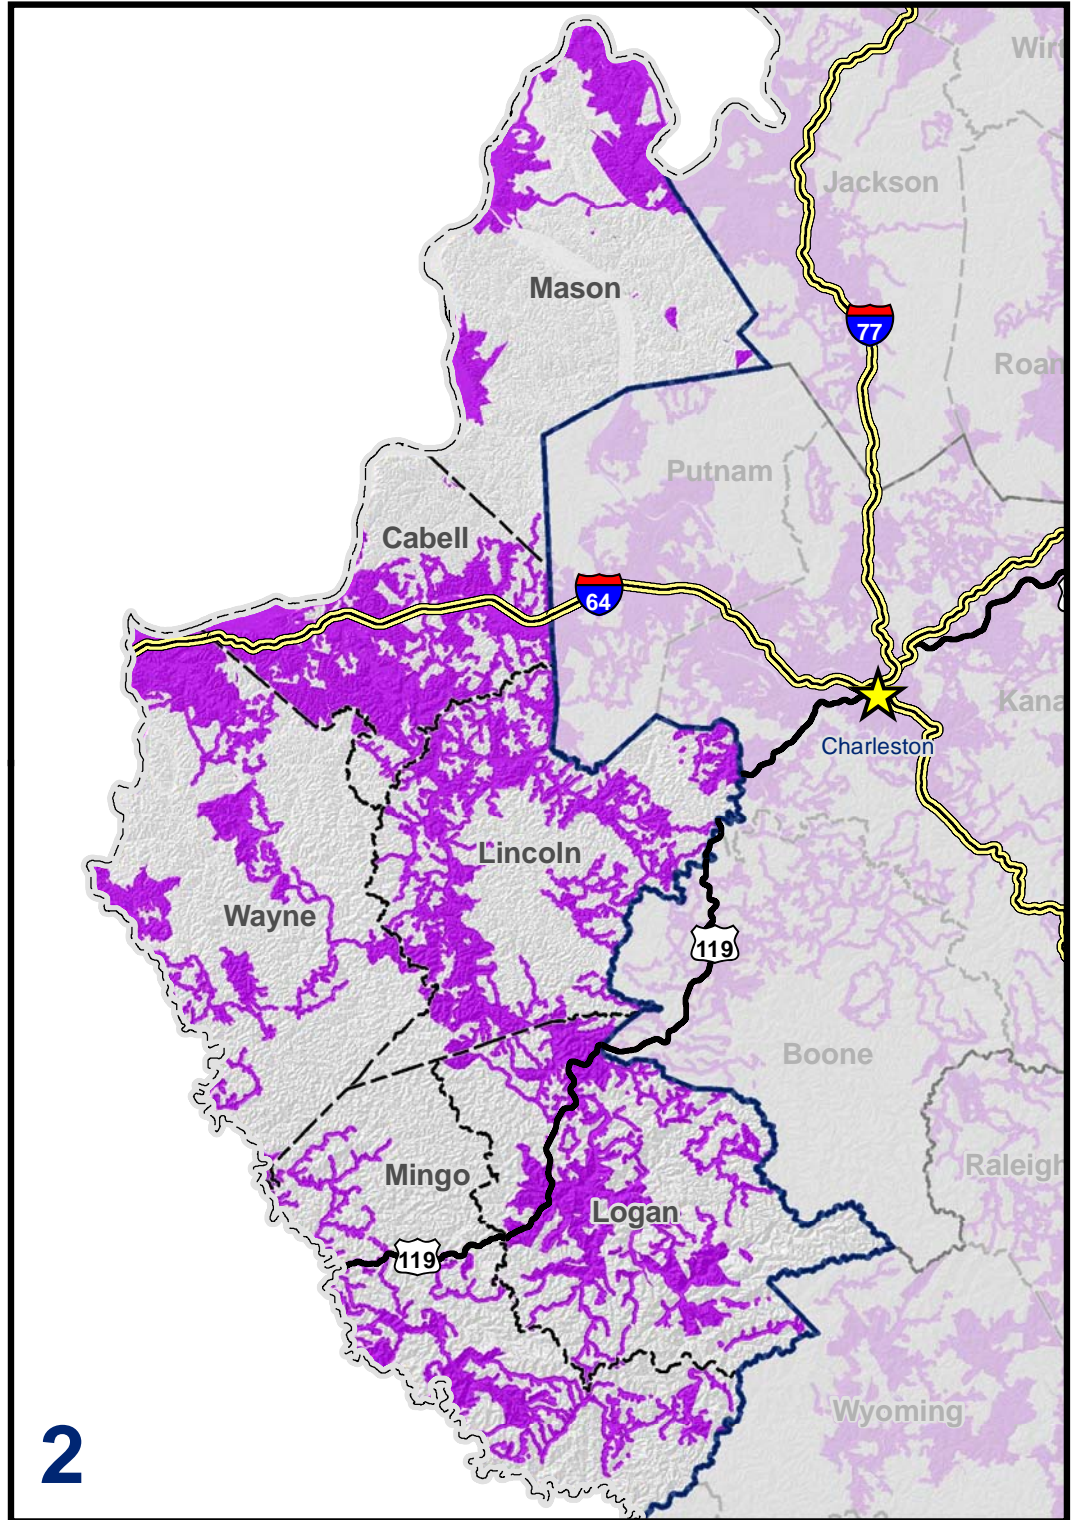 Wirt
Jackson
Mason
77
Roan
Putnam
Cabell
64
Kana
Charleston
Lincoln
Wayne
119
Boone
Raleigh
Mingo
Logan
119
Wyoming
2